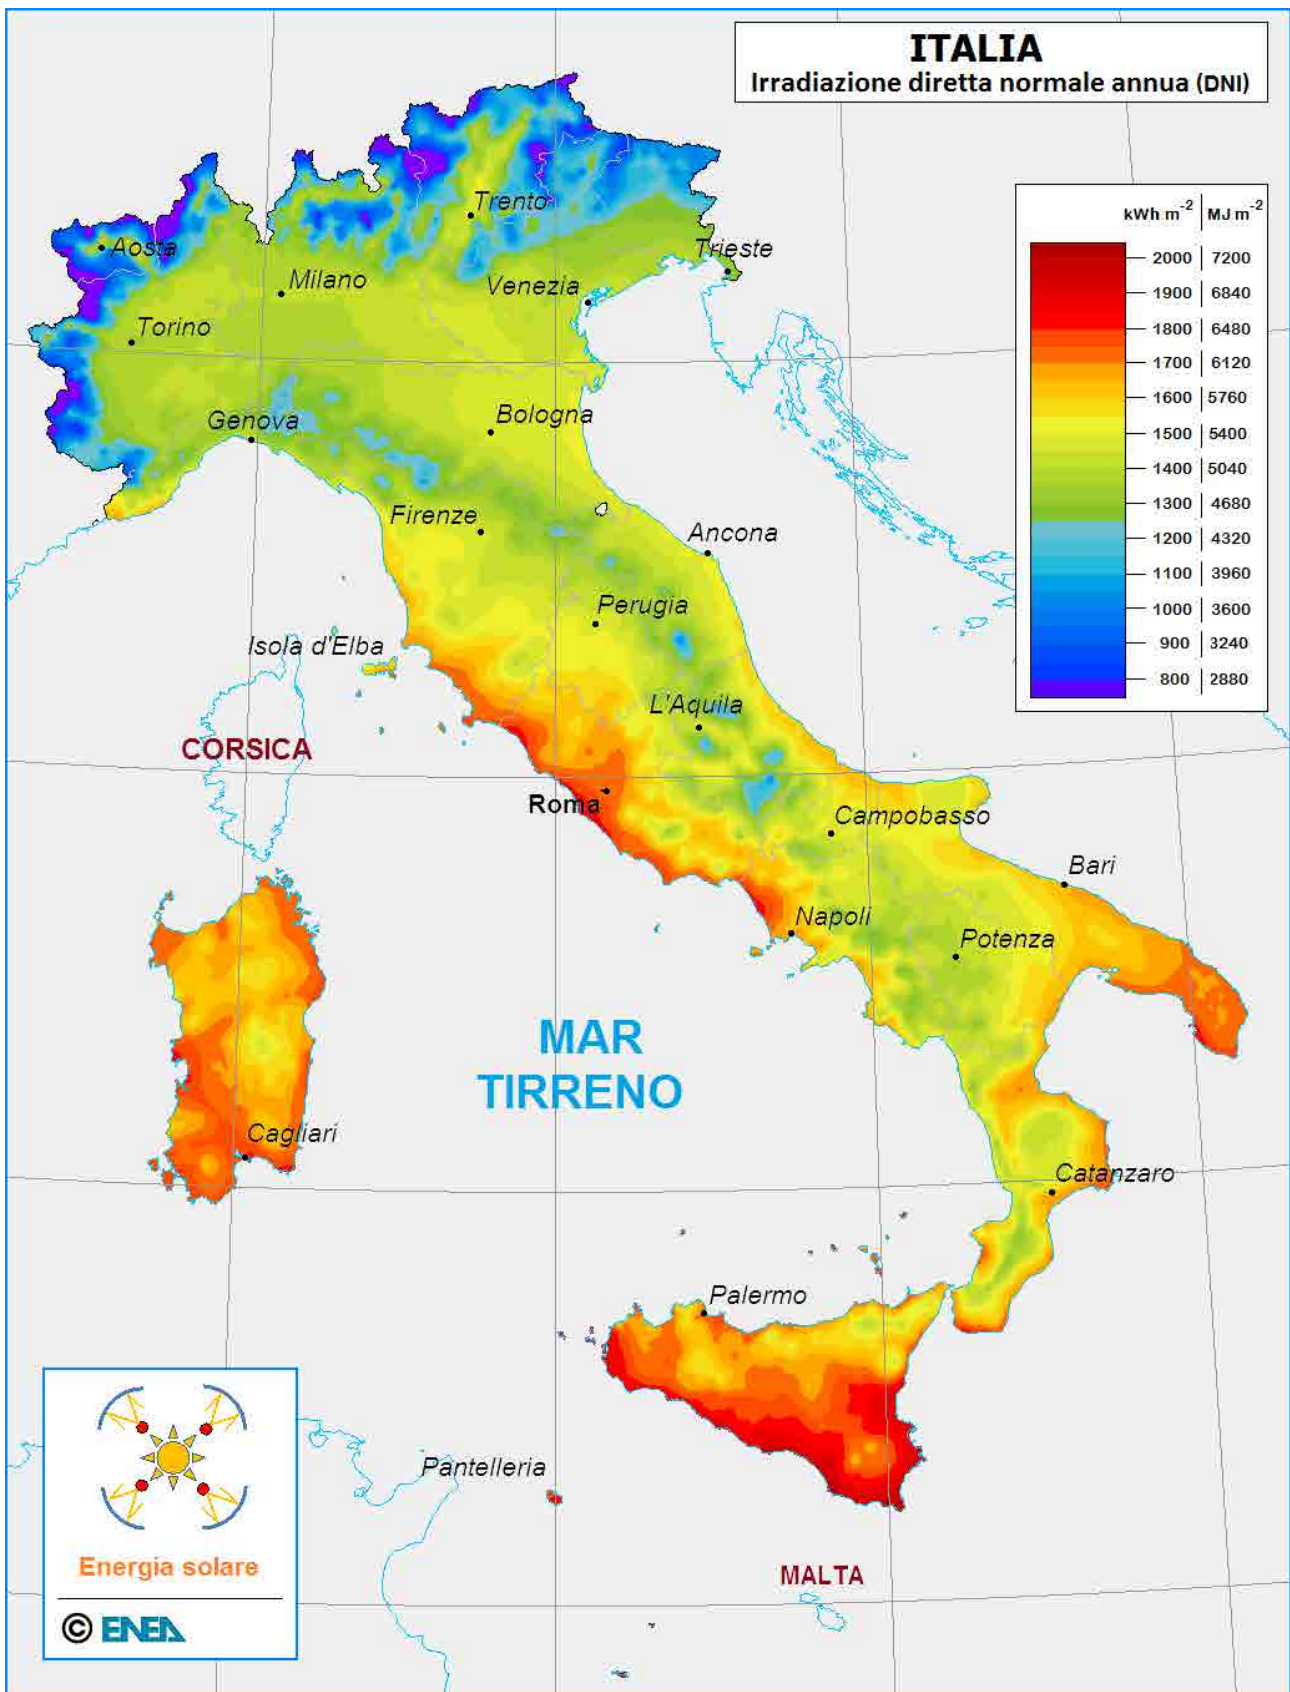 ITALIA
Irradiazione diretta normale annua (DNI)
kWh m-2 MJ m-2
2000 7200
1900 6840
1800 6480
1700 6120
1600 5760
1500 5400
1400 5040
1300 4680
1200 4320
1100 3960
1000 3600
900 3240
800 2880
Trento
Aosta
Trieste
Milano
Venezia
Torino
Genova
Bologna
Firenze
Ancona
Perugia
Isola d'Elba
L'Aquila
CORSICA
Roma
Campobasso
Bari
Napoli
Potenza
MAR
TIRRENO
Cagliari
Catanzaro
Palermo
Pantelleria
MALTA
Energia solare
© ENEA